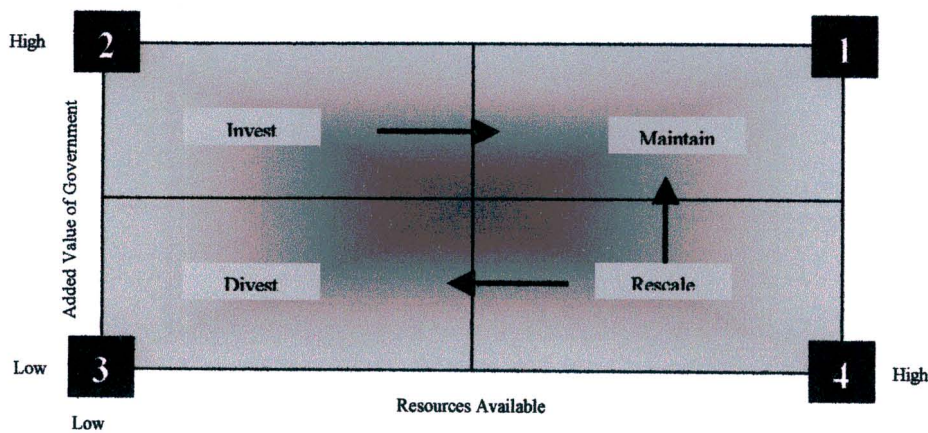 High
2
1
Added Value of Government
Invest
Maintain
Divest
Rescale
Low
3
4
High
Low
Resources Available